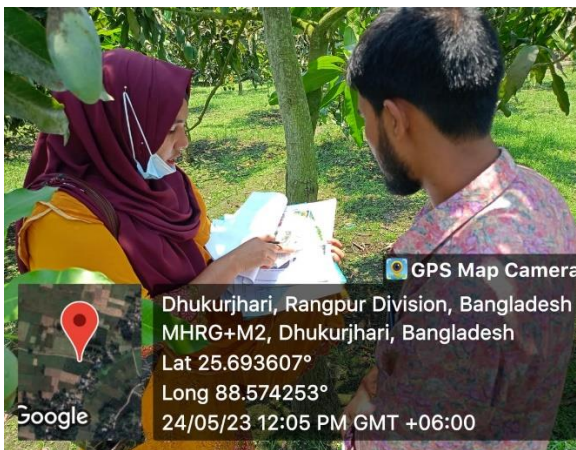 GPS Map Camera
Dhukurjhari, Rangpur Division, Bangladesh
MHRG+M2, Dhukurjhari, Bangladesh
Lat 25.693607°
Long 88.574253°
24/05/23 12:05 PM GMT +06:00
Google